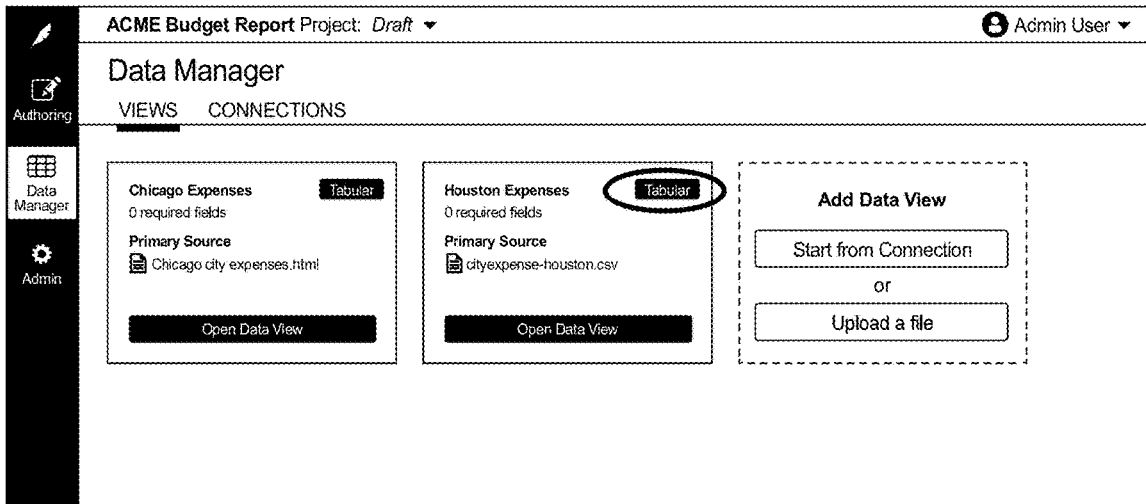 ACME Budget Report Project: Draft
Admin User
Authoring
Data Manager
Admin
Data Manager
VIEWS CONNECTIONS
Chicago Expenses Tabular
0 required fields
Primary Source
Chicago city expenses.html
Open Data View
Houston Expenses Tabular
0 required fields
Primary Source
cityexpense-houston.csv
Open Data View
Add Data View
Start from Connection
or
Upload a file